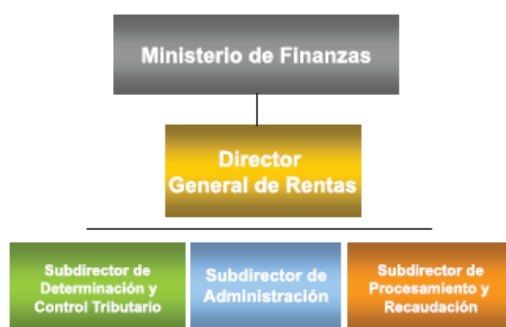 Ministerio de Finanzas
Director
General de Rentas
Subdirector de
Determinación y
Control Tributario
Subdirector de
Administración
Subdirector de
Procesamiento y
Recaudación